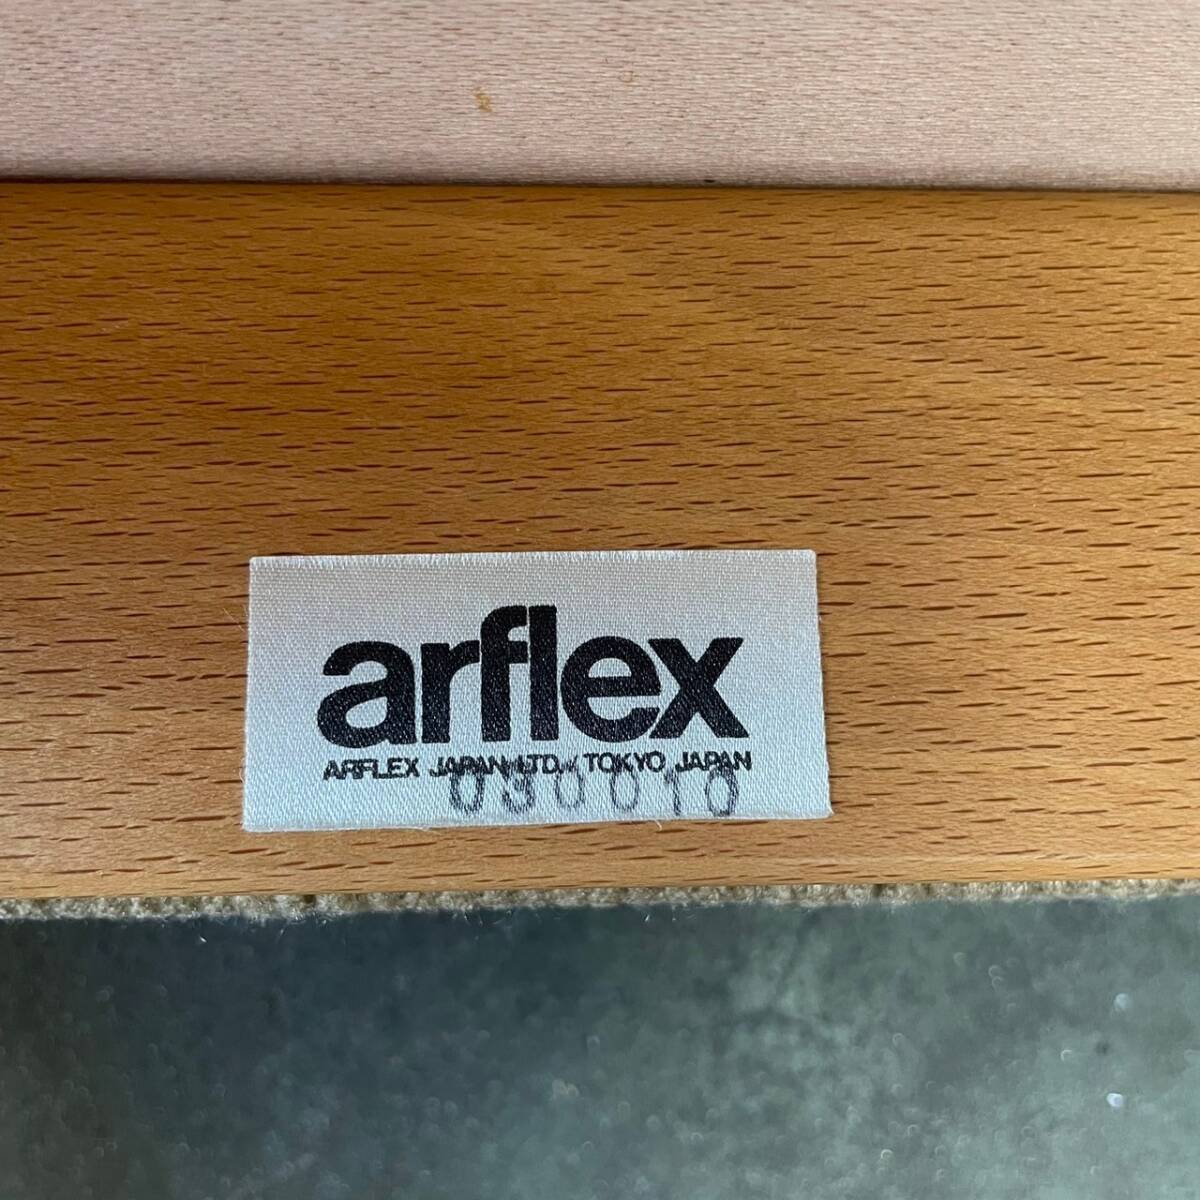 arflex
ARFLEX JAPAN LTD. TOKYO JAPAN
030010